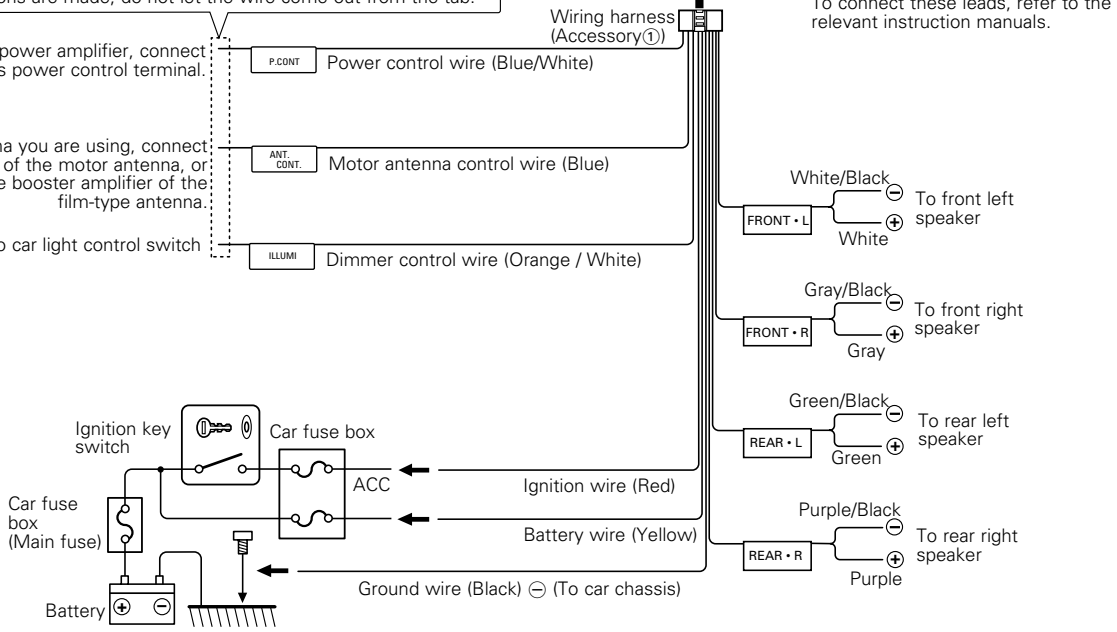 ons are made, do not let the wire come out from the tab.
To connect these leads, refer to the
relevant instruction manuals.
Wiring harness
(Accessory①)
power amplifier, connect
s power control terminal.
P.CONT
Power control wire (Blue/White)
na you are using, connect
of the motor antenna, or
e booster amplifier of the
film-type antenna.
ANT.
CONT.
Motor antenna control wire (Blue)
o car light control switch
ILLUMI
Dimmer control wire (Orange / White)
White/Black
⊖
FRONT • L
To front left
speaker
⊕
White
Gray/Black
⊖
FRONT • R
To front right
speaker
⊕
Gray
Green/Black
⊖
REAR • L
To rear left
speaker
⊕
Green
Purple/Black
⊖
REAR • R
To rear right
speaker
⊕
Purple
Ignition key
switch
Car fuse box
ACC
Ignition wire (Red)
Car fuse
box
(Main fuse)
Battery wire (Yellow)
Ground wire (Black) ⊖ (To car chassis)
Battery
⊕ ⊖